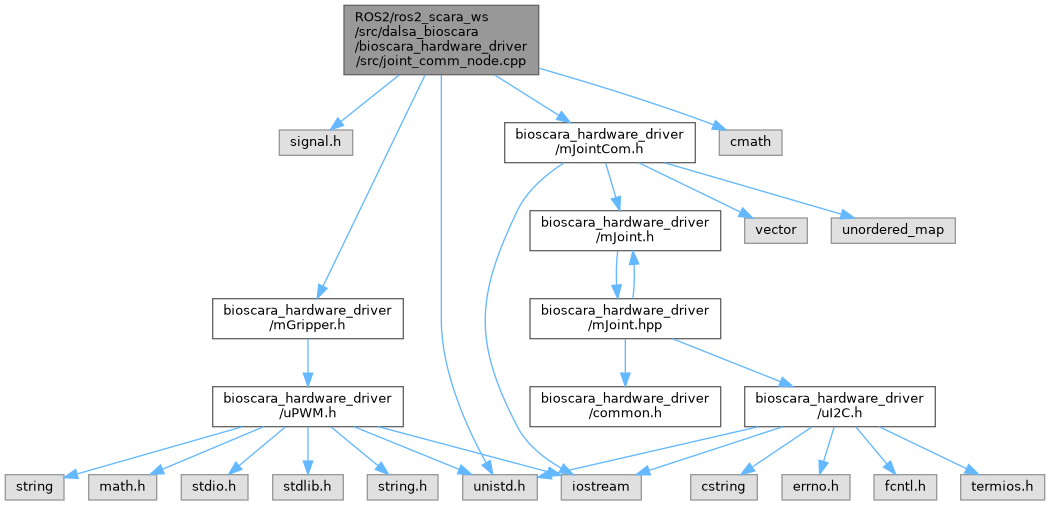 ROS2/ros2_scara_ws
/src/dalsa_bioscara
/bioscara_hardware_driver
/src/joint_comm_node.cpp
signal.h
bioscara_hardware_driver
/mJointCom.h
cmath
bioscara_hardware_driver
/mJoint.h
vector
unordered_map
bioscara_hardware_driver
/mGripper.h
bioscara_hardware_driver
/mJoint.hpp
bioscara_hardware_driver
/uPWM.h
bioscara_hardware_driver
/common.h
bioscara_hardware_driver
/uI2C.h
string
math.h
stdio.h
stdlib.h
string.h
unistd.h
iostream
cstring
errno.h
fcntl.h
termios.h